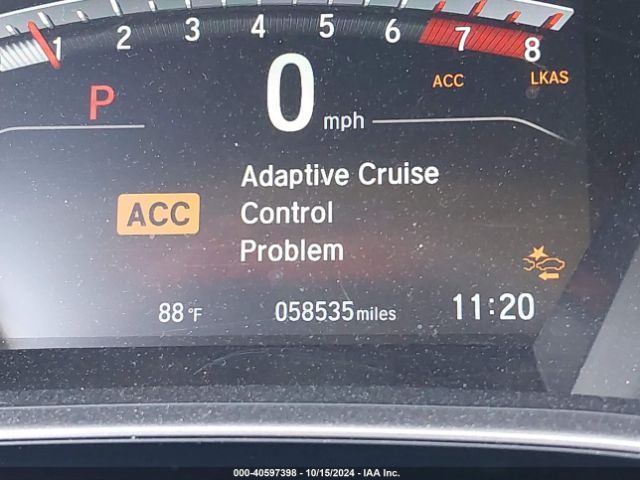 1 2 3 4 5 6 7 8
P 0 mph ACC LKAS
ACC
Adaptive Cruise
Control
Problem
88°F 058535 miles 11:20
000-40597398 - 10/15/2024 - IAA Inc.